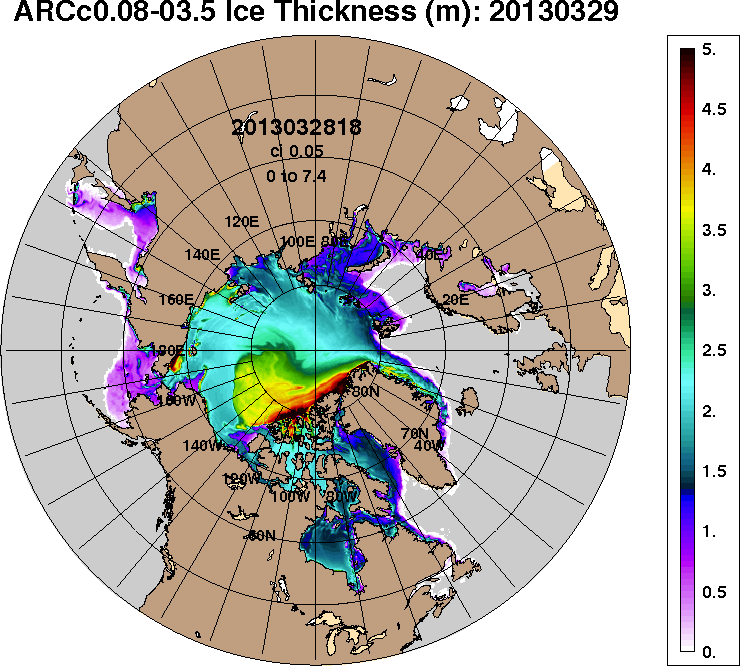 ARCc0.08-03.5 Ice Thickness (m): 20130329
2013032818
ci 0.05
0 to 7.4
120E
100E 80E
140E
40E
160E
20E
180E
160W
80N
70N
140W
40W
120W
100W 80W
60N
5.
4.5
4.
3.5
3.
2.5
2.
1.5
1.
0.5
0.